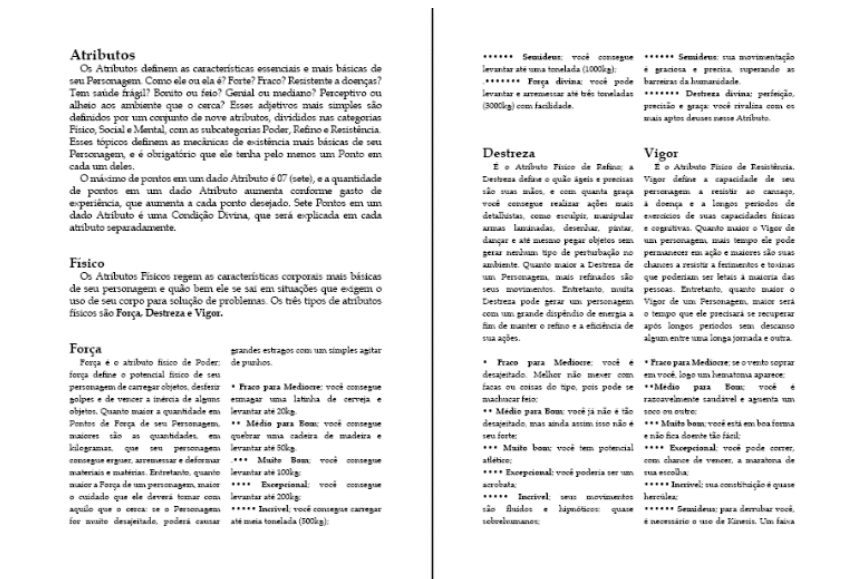 Atributos
Os Atributos definem as características essenciais e mais básicas de
seu Personagem. Como ele ou ela é? Forte? Fraco? Resistente a doenças?
Tem saúde frágil? Bonito ou feio? Genial ou mediano? Perceptivo ou
alheio aos ambiente que o cerca? Esses adjetivos mais simples são
definidos por um conjunto de nove atributos, divididos nas categorias
Físico, Social e Mental, com as subcategorias Poder, Refino e Resistência.
Esses tópicos definem as mecânicas de existência mais básicas de seu
Personagem, e é obrigatório que ele tenha pelo menos um Ponto em
cada um deles.
O máximo de pontos em um dado Atributo é 07 (sete), e a quantidade
de pontos em um dado Atributo aumenta conforme gasto de
experiência, que aumenta a cada ponto desejado. Sete Pontos em um
dado Atributo é uma Condição Divina, que será explicada em cada
atributo separadamente.
Físico
Os Atributos Físicos regem as características corporais mais básicas
de seu personagem e quão bem ele se sai em situações que exigem o
uso de seu corpo para solução de problemas. Os três tipos de atributos
físicos são Força, Destreza e Vigor.
Força
Força é o atributo físico de Poder;
força define o potencial físico de seu
personagem de carregar objetos, desferir
golpes e de vencer a inércia de alguns
objetos. Quanto maior a quantidade em
Pontos de Força de seu Personagem,
maiores são as quantidades, em
kilogramas, que seu personagem
consegue erguer, arremessar e deformar
materiais e matérias. Entretanto, quanto
maior a Força de um Personagem, maior
o cuidado que ele deverá tomar com
aquilo que o cerca: se o Personagem
for muito desajeitado, poderá causar
grandes estragos com um simples agitar
de punhos.
• Fraco para Medíocre; você consegue
esmagar uma latinha de cerveja e
levantar até 20kg.
•• Médio para Bom; você consegue
quebrar uma cadeira de madeira e
levantar até 50kg.
••• Muito Bom; você consegue
levantar até 100kg;
•••• Excepcional; você consegue
levantar até 200kg;
••••• Incrível; você consegue carregar
até meia tonelada (500kg);
•••••• Semideus; você consegue
levantar até uma tonelada (1000kg);
.••••••• Força divina; você pode
levantar e arremessar até três toneladas
(3000kg) com facilidade.
Destreza
É o Atributo Físico de Refino; a
Destreza define o quão ágeis e precisas
são suas mãos, e com quanta graça
você consegue realizar ações mais
detalhistas, como esculpir, manipular
armas laminadas, desenhar, pintar,
dançar e até mesmo pegar objetos sem
gerar nenhum tipo de perturbação no
ambiente. Quanto maior a Destreza de
um Personagem, mais refinados são
seus movimentos. Entretanto, muita
Destreza pode gerar um personagem
com um grande dispêndio de energia a
fim de manter o refino e a eficiência de
sua ações.
• Fraco para Medíocre; você é
desajeitado. Melhor não mexer com
facas ou coisas do tipo, pois pode se
machucar feio;
•• Médio para Bom; você já não é tão
desajeitado, mas ainda assim isso não é
seu forte;
••• Muito bom; você tem potencial
atlético;
•••• Excepcional; você poderia ser um
acrobata;
••••• Incrível; seus movimentos
são fluidos e hipnóticos; quase
sobrehumanos;
•••••• Semideus; sua movimentação
é graciosa e precisa, superando as
barreiras da humanidade.
••••••• Destreza divina; perfeição,
precisão e graça: você rivaliza com os
mais aptos deuses nesse Atributo.
Vigor
É o Atributo Físico de Resistência.
Vigor define a capacidade de seu
personagem a resistir ao cansaço,
à doença e a longos períodos de
exercícios de suas capacidades físicas
e cognitivas. Quanto maior o Vigor de
um personagem, mais tempo ele pode
permanecer em ação e maiores são suas
chances a resistir a ferimentos e toxinas
que poderiam ser letais à maioria das
pessoas. Entretanto, quanto maior o
Vigor de um Personagem, maior será
o tempo que ele precisará se recuperar
após longos períodos sem descanso
algum entre uma longa jornada e outra.
• Fraco para Medíocre; se o vento soprar
em você, logo um hematoma aparece;
••Médio para Bom; você é
razoavelmente saudável e aguenta um
soco ou outro;
••• Muito bom; você está em boa forma
e não fica doente tão fácil;
•••• Excepcional; você pode correr,
com chance de vencer, a maratona de
sua escolha;
••••• Incrível; sua constituição é quase
hercúlea;
•••••• Semideus; para derrubar você,
é necessário o uso de Kinesis. Um faixa